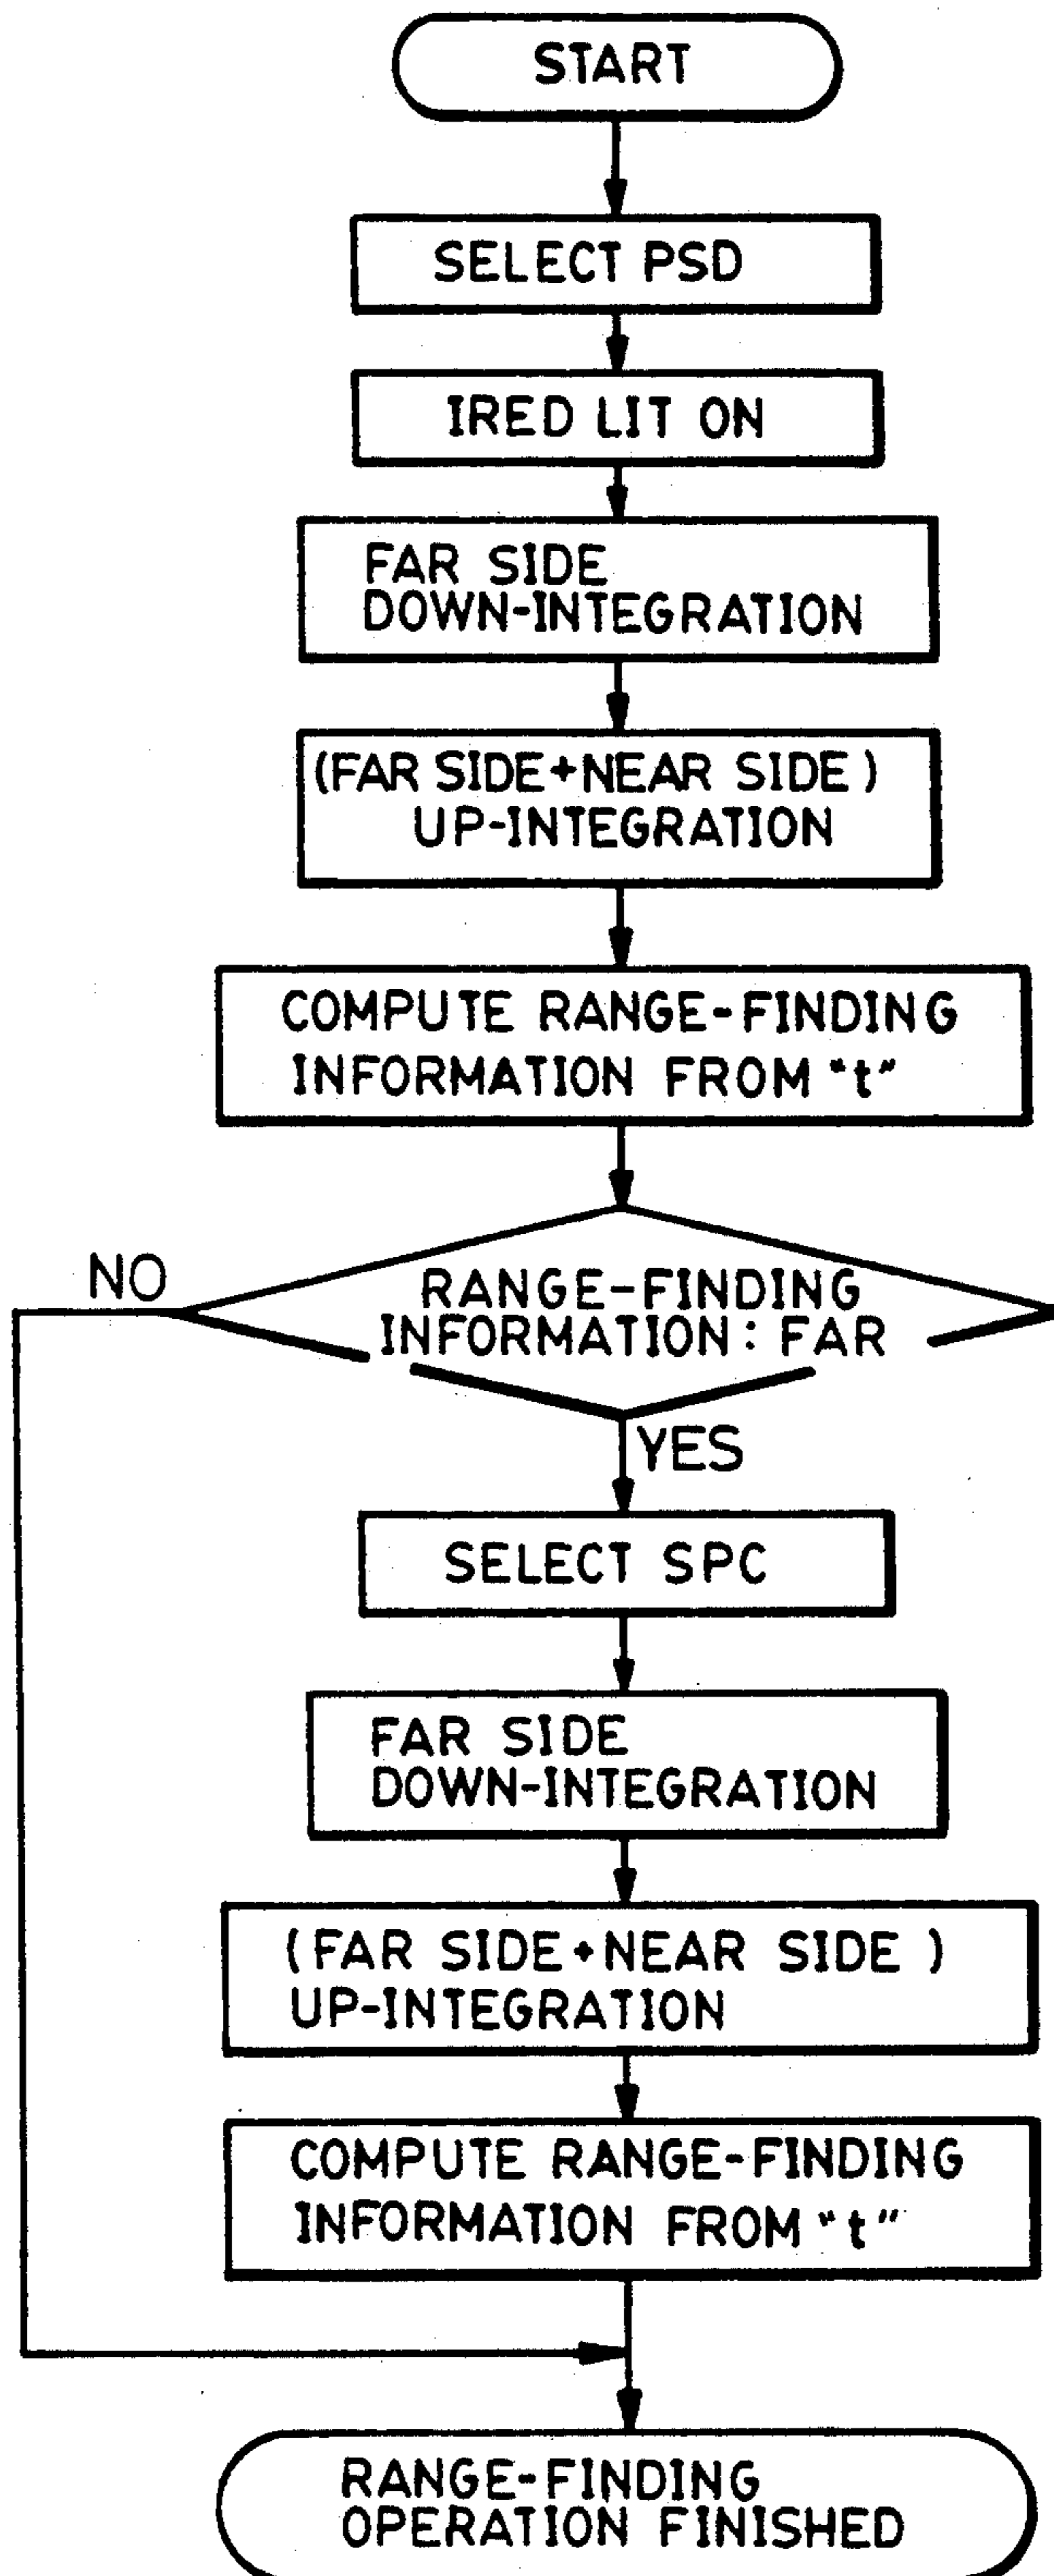 START
SELECT PSD
IRED LIT ON
FAR SIDE
DOWN-INTEGRATION
(FAR SIDE+NEAR SIDE)
UP-INTEGRATION
COMPUTE RANGE-FINDING
INFORMATION FROM "t"
NO
RANGE-FINDING
INFORMATION: FAR
YES
SELECT SPC
FAR SIDE
DOWN-INTEGRATION
(FAR SIDE+NEAR SIDE)
UP-INTEGRATION
COMPUTE RANGE-FINDING
INFORMATION FROM "t"
RANGE-FINDING
OPERATION FINISHED